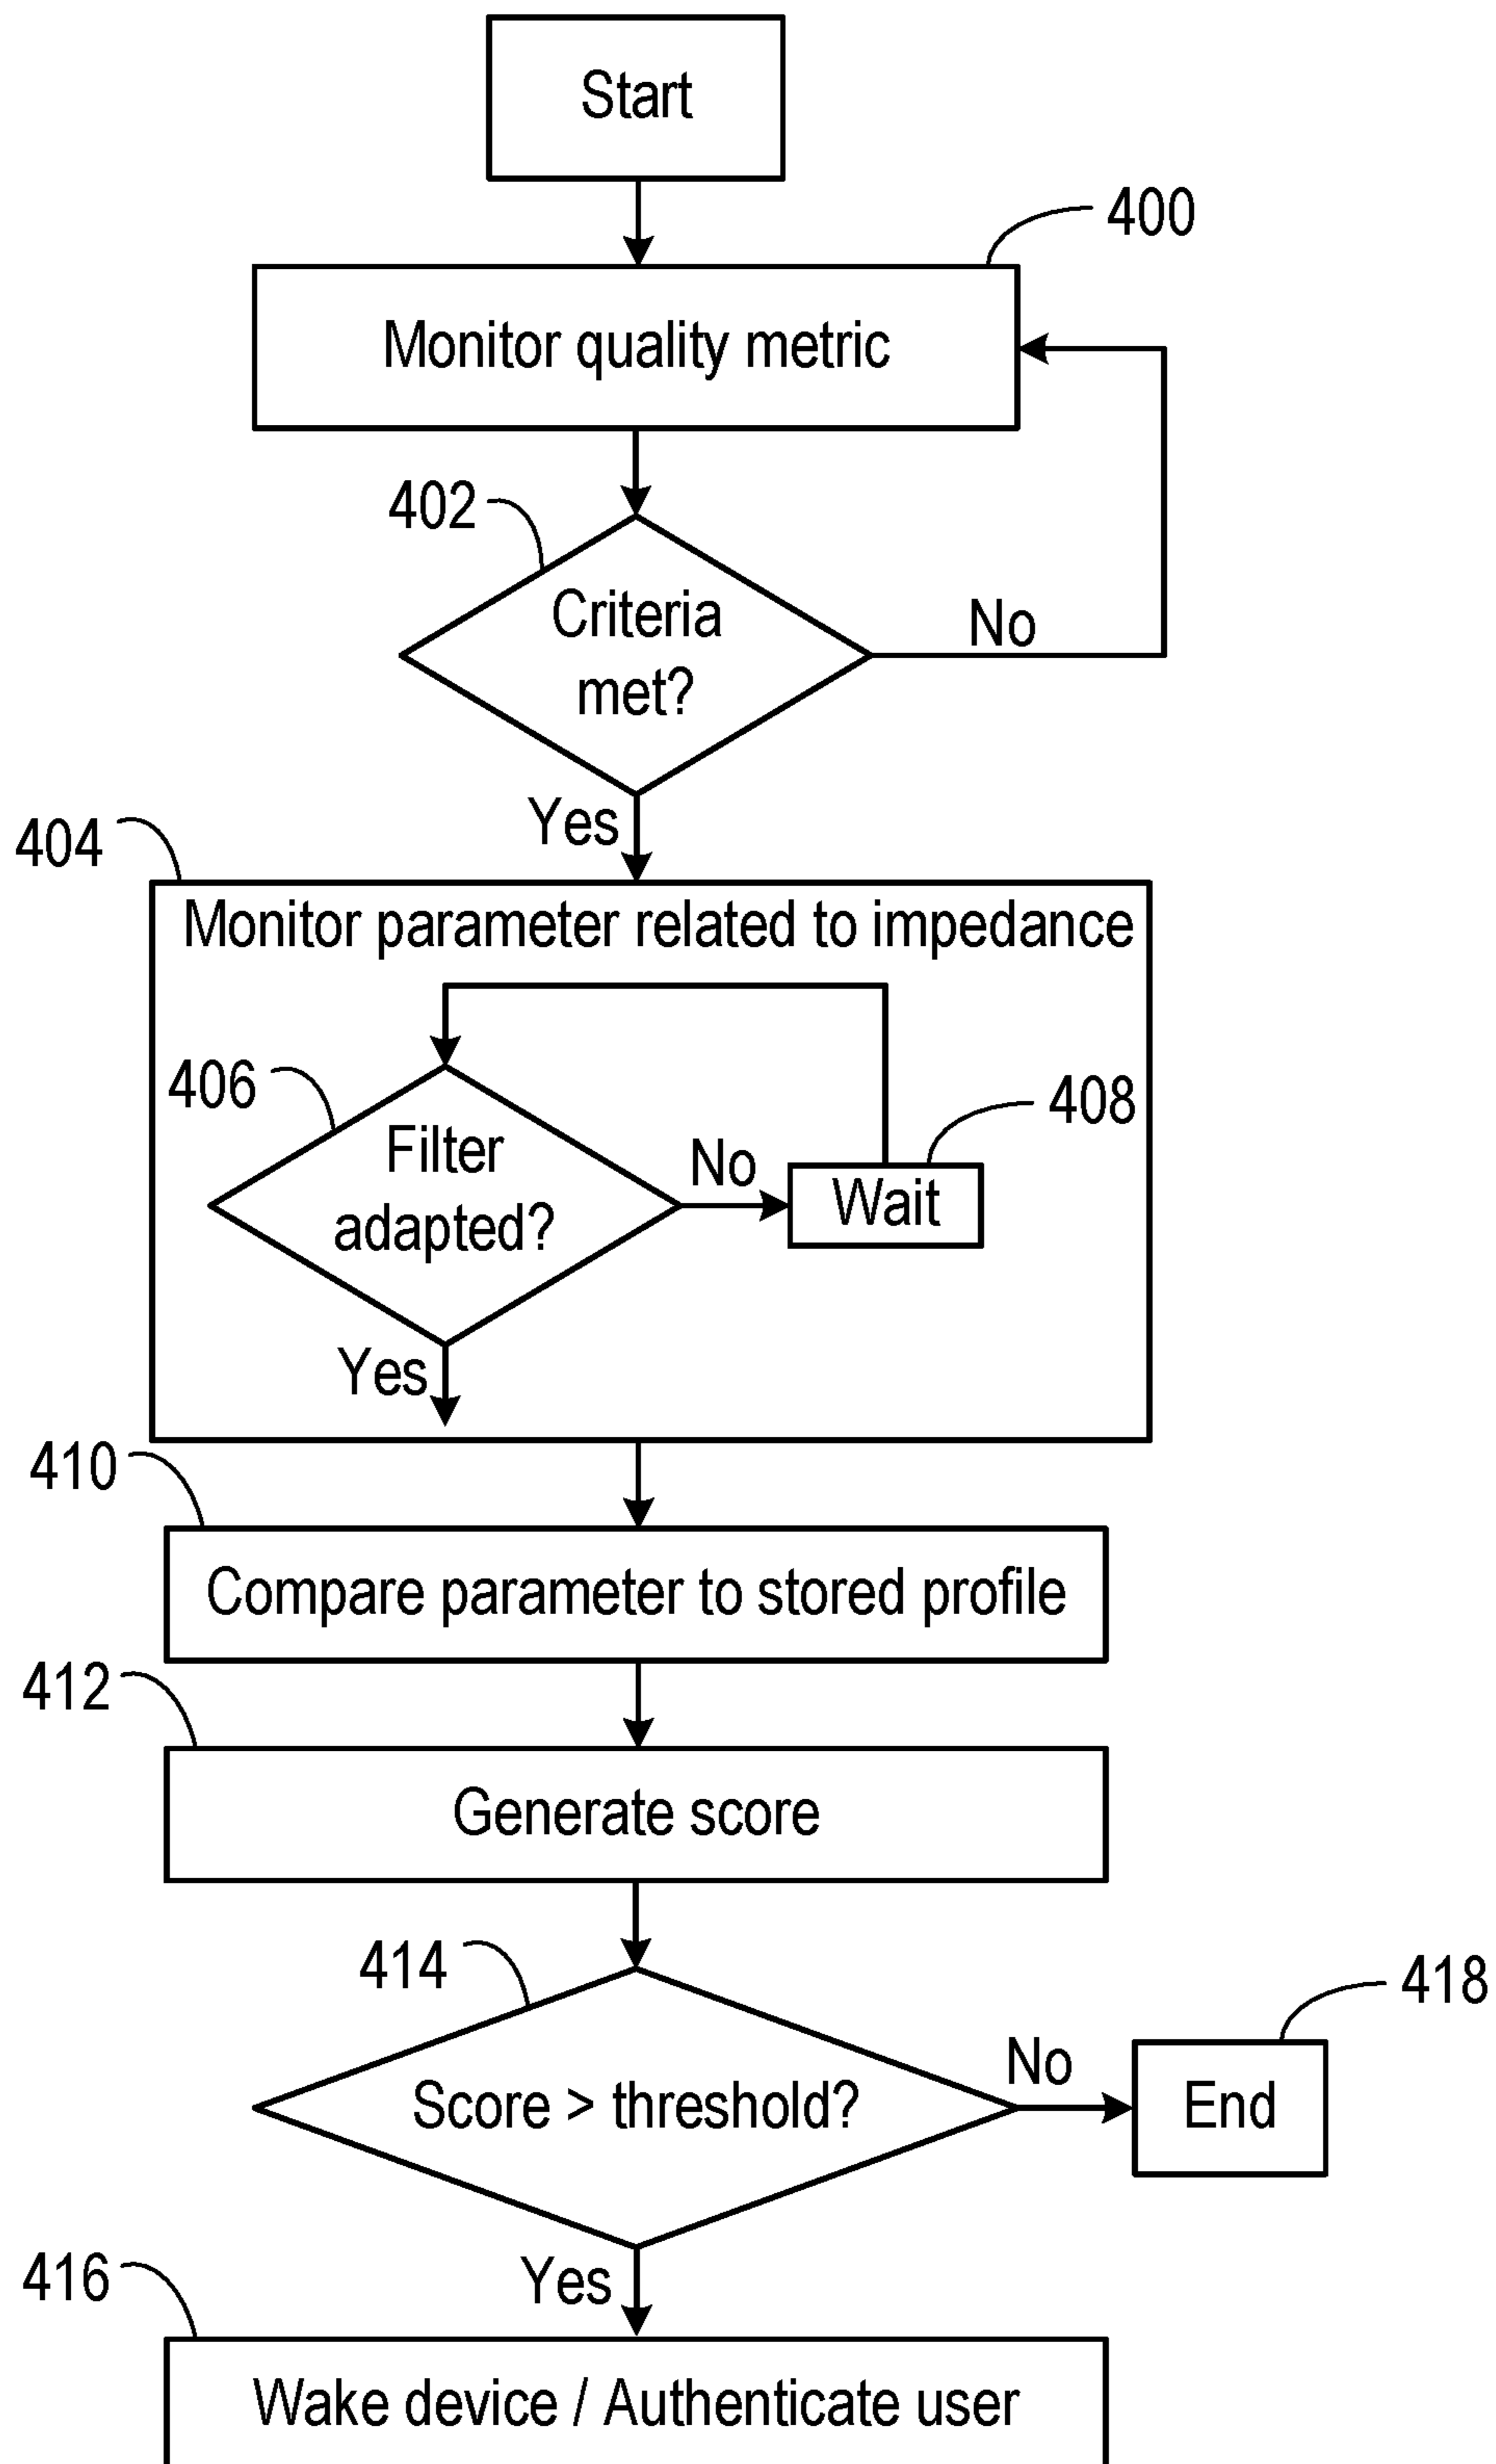 Start
400
Monitor quality metric
402
Criteria
met?
No
Yes
404
Monitor parameter related to impedance
406
Filter
adapted?
No
408
Wait
Yes
410
Compare parameter to stored profile
412
Generate score
414
Score > threshold?
No
418
End
Yes
416
Wake device / Authenticate user